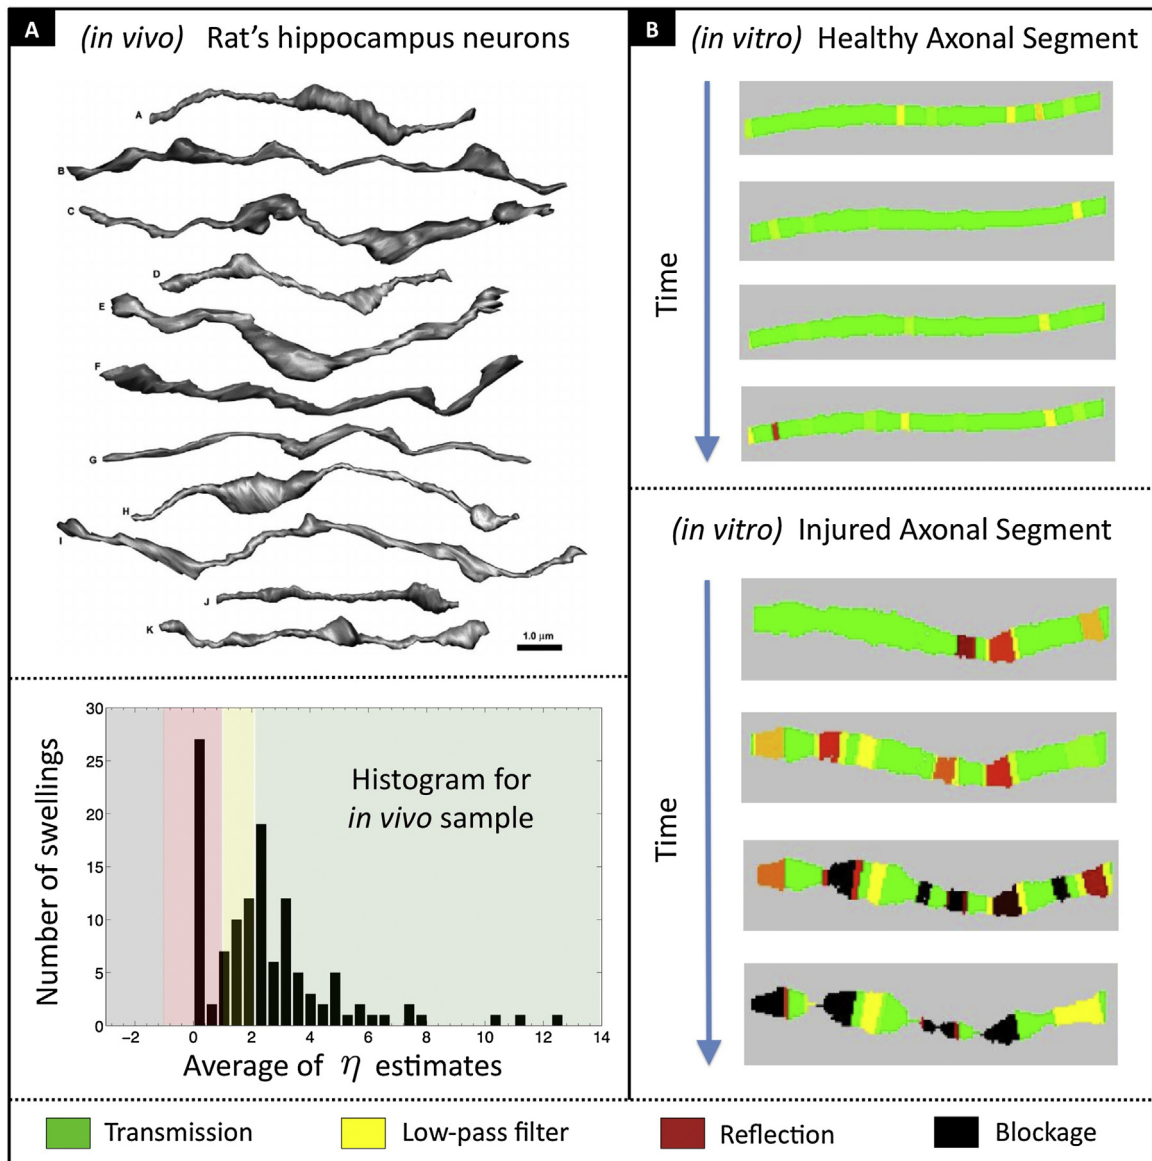 A
(in vivo) Rat's hippocampus neurons
A
B
C
D
E
F
G
H
I
J
K
1.0 μm
30
25
20
15
10
5
0
Number of swellings
Histogram for
in vivo sample
−2
0
2
4
6
8
10
12
14
Average of η estimates
B
(in vitro) Healthy Axonal Segment
Time
(in vitro) Injured Axonal Segment
Time
Transmission
Low-pass filter
Reflection
Blockage